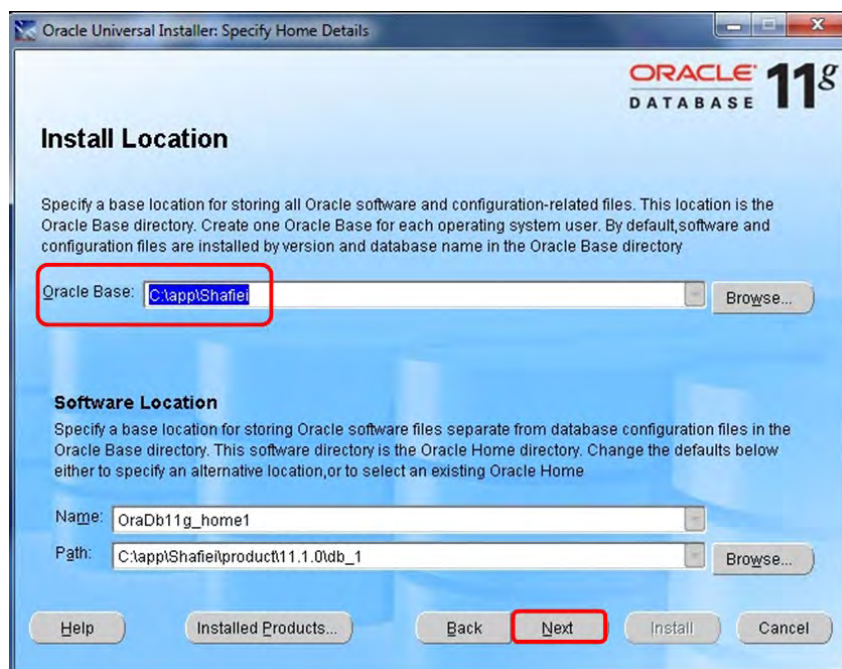 Oracle Universal Installer: Specify Home Details
ORACLE 11g
DATABASE
Install Location
Specify a base location for storing all Oracle software and configuration-related files. This location is the
Oracle Base directory. Create one Oracle Base for each operating system user. By default,software and
configuration files are installed by version and database name in the Oracle Base directory
Oracle Base: C:\app\Shafiei Browse...
Software Location
Specify a base location for storing Oracle software files separate from database configuration files in the
Oracle Base directory. This software directory is the Oracle Home directory. Change the defaults below
either to specify an alternative location,or to select an existing Oracle Home
Name: OraDb11g_home1
Path: C:\app\Shafiei\product\11.1.0\db_1 Browse...
Help Installed Products... Back Next Install Cancel